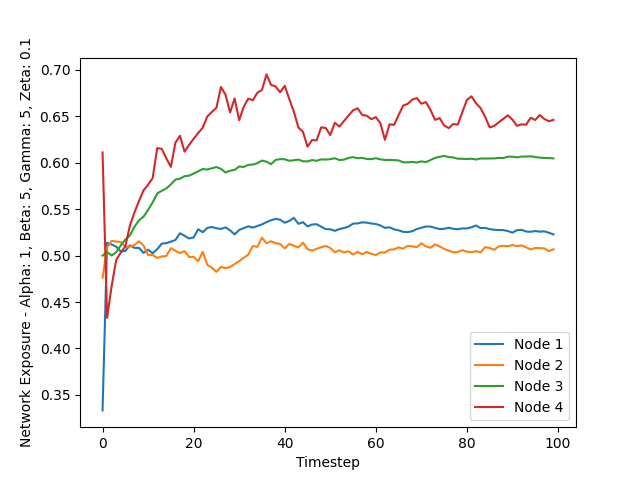 Network Exposure - Alpha: 1, Beta: 5, Gamma: 5, Zeta: 0.1
0.70
0.65
0.60
0.55
0.50
0.45
0.40
0.35
Node 1
Node 2
Node 3
Node 4
0 20 40 60 80 100
Timestep